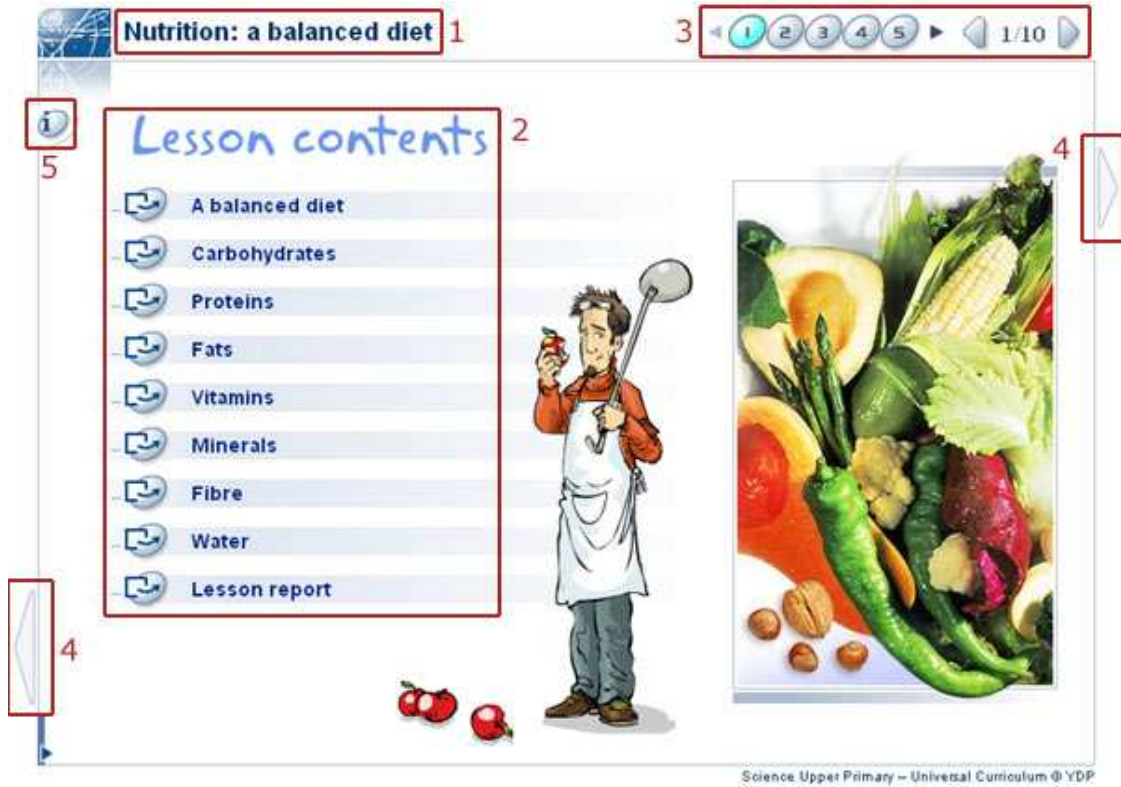 Nutrition: a balanced diet 1
3 1 2 3 4 5 1/10
i
5
Lesson contents 2
4
A balanced diet
Carbohydrates
Proteins
Fats
Vitamins
Minerals
Fibre
Water
Lesson report
4
Science Upper Primary – Universal Curriculum © YDP